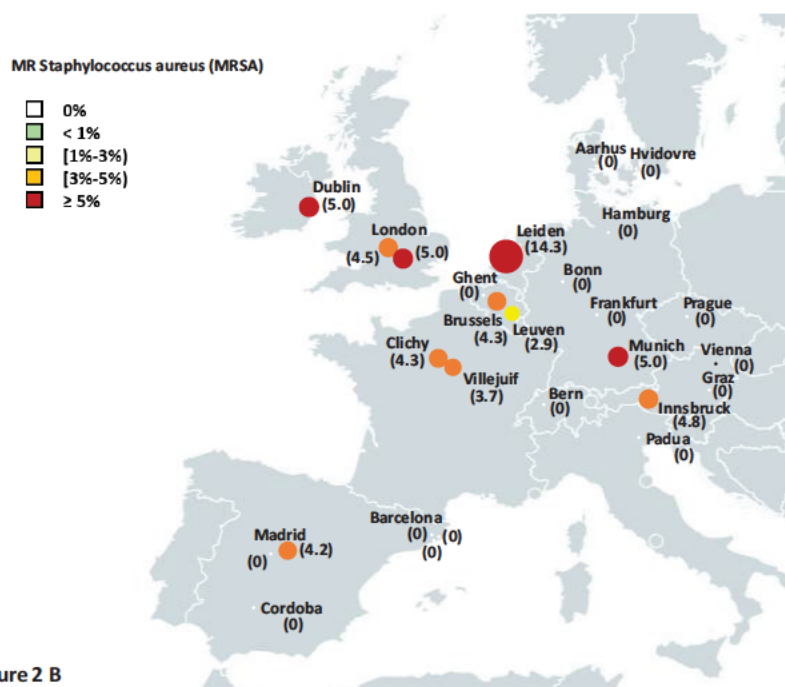 MR Staphylococcus aureus (MRSA)
0%
< 1%
[1%-3%)
[3%-5%)
≥ 5%
Aarhus
(0)
Hvidovre
(0)
Dublin
(5.0)
Hamburg
(0)
London
(4.5)
(5.0)
Leiden
(14.3)
Ghent
(0)
Bonn
(0)
Brussels
(4.3)
Leuven
(2.9)
Frankfurt
(0)
Prague
(0)
Clichy
(4.3)
Villejuif
(3.7)
Munich
(5.0)
Vienna
(0)
Graz
(0)
Bern
(0)
Innsbruck
(4.8)
Padua
(0)
Barcelona
(0)
(0)
(0)
Madrid
(4.2)
(0)
Cordoba
(0)
ure 2 B